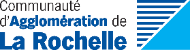 Communauté
d'Agglomération de
La Rochelle